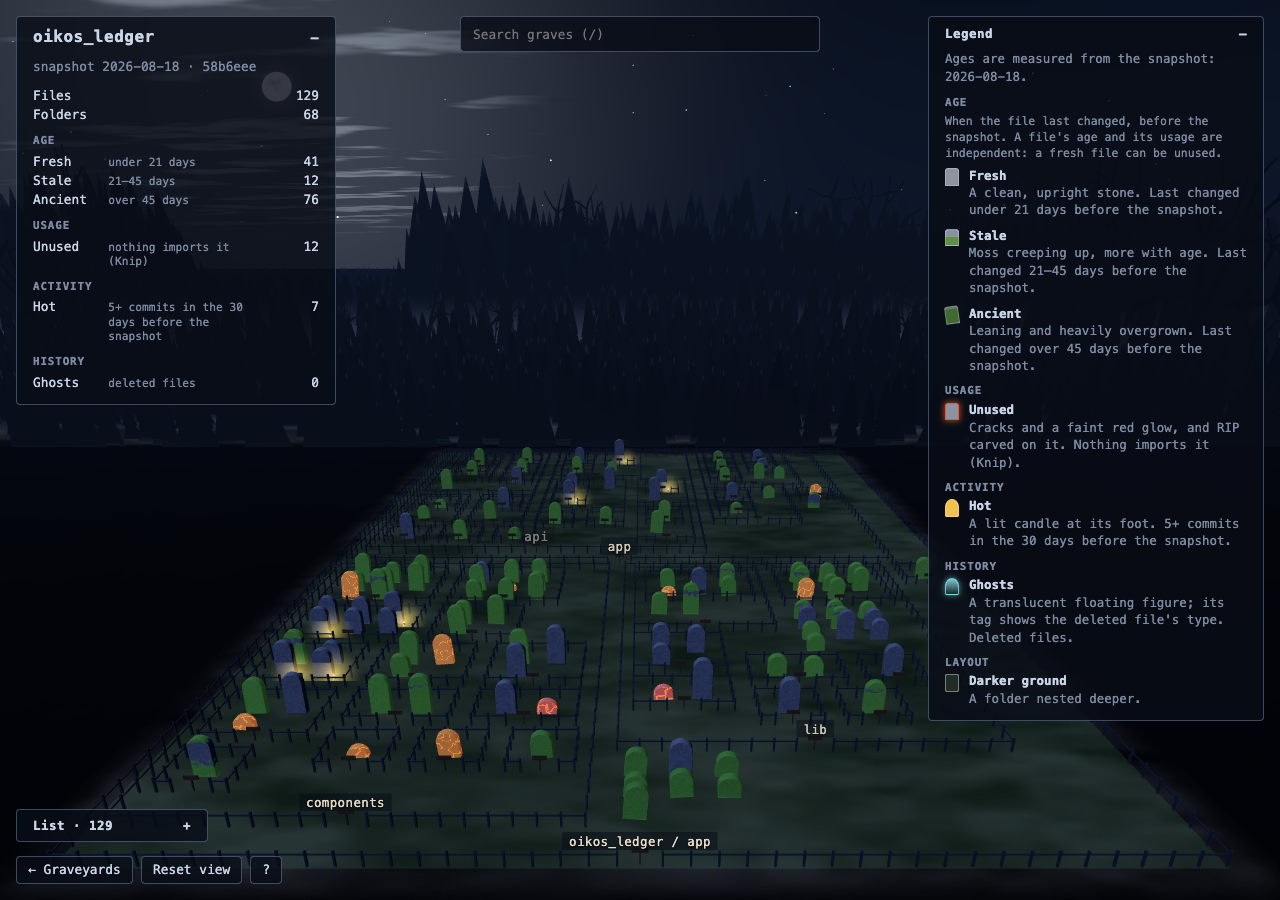 oikos_ledger
–
snapshot 2026-08-18 · 58b6eee
Files 129
Folders 68
AGE
Fresh under 21 days 41
Stale 21–45 days 12
Ancient over 45 days 76
USAGE
Unused nothing imports it 12
(Knip)
ACTIVITY
Hot 5+ commits in the 30 7
days before the
snapshot
HISTORY
Ghosts deleted files 0
Search graves (/)
Legend –
Ages are measured from the snapshot:
2026-08-18.
AGE
When the file last changed, before the
snapshot. A file's age and its usage are
independent: a fresh file can be unused.
Fresh
A clean, upright stone. Last changed
under 21 days before the snapshot.
Stale
Moss creeping up, more with age. Last
changed 21–45 days before the
snapshot.
Ancient
Leaning and heavily overgrown. Last
changed over 45 days before the
snapshot.
USAGE
Unused
Cracks and a faint red glow, and RIP
carved on it. Nothing imports it
(Knip).
ACTIVITY
Hot
A lit candle at its foot. 5+ commits
in the 30 days before the snapshot.
HISTORY
Ghosts
A translucent floating figure; its
tag shows the deleted file's type.
Deleted files.
LAYOUT
Darker ground
A folder nested deeper.
api
app
lib
components
oikos_ledger / app
List · 129 +
← Graveyards
Reset view
?